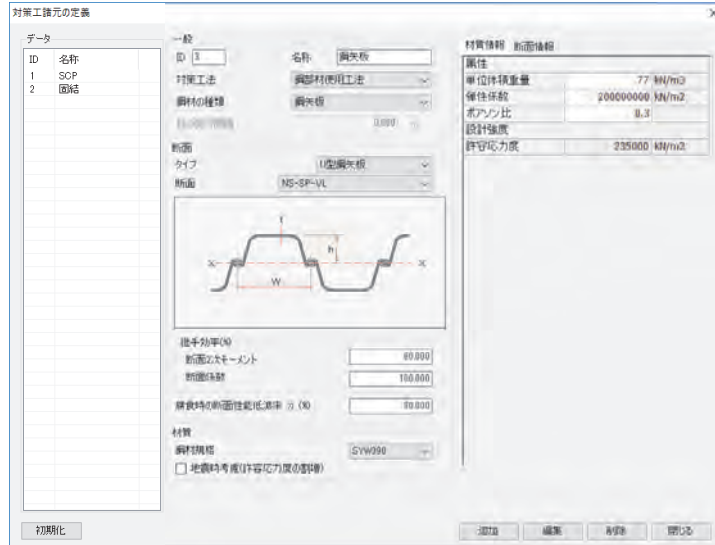 対策工諸元の定義
データ
ID 名称
1 SCP
2 固結
初期化
一般
ID 3 名称 鋼矢板
対策工法 鋼部材使用工法
鋼材の種類 鋼矢板
0.000
断面
タイプ U型鋼矢板
断面 NS-SP-VL
t
h
x x
W
継手効率(%)
断面2次モーメント 80.000
断面係数 100.000
腐食時の断面性能低減率 η (%) 80.000
材質
鋼材規格 SYW390
地震時考慮(許容応力度の割増)
材質情報 断面情報
属性
単位体積重量 77 kN/m3
弾性係数 200000000 kN/m2
ポアソン比 0.3
設計強度
許容応力度 235000 kN/m2
追加 編集 削除 閉じる